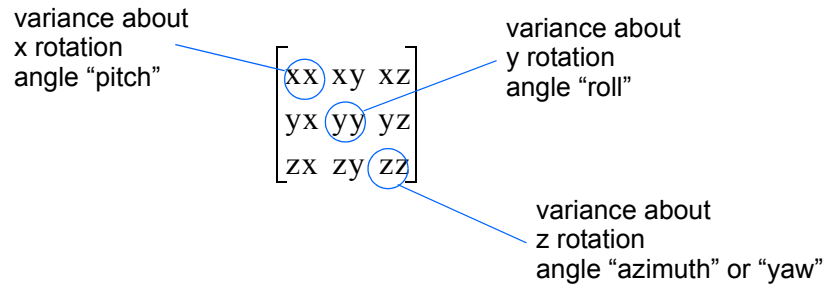 variance about
x rotation
angle “pitch”
variance about
y rotation
angle “roll”
xx xy xz
yx yy yz
zx zy zz
variance about
z rotation
angle “azimuth” or “yaw”